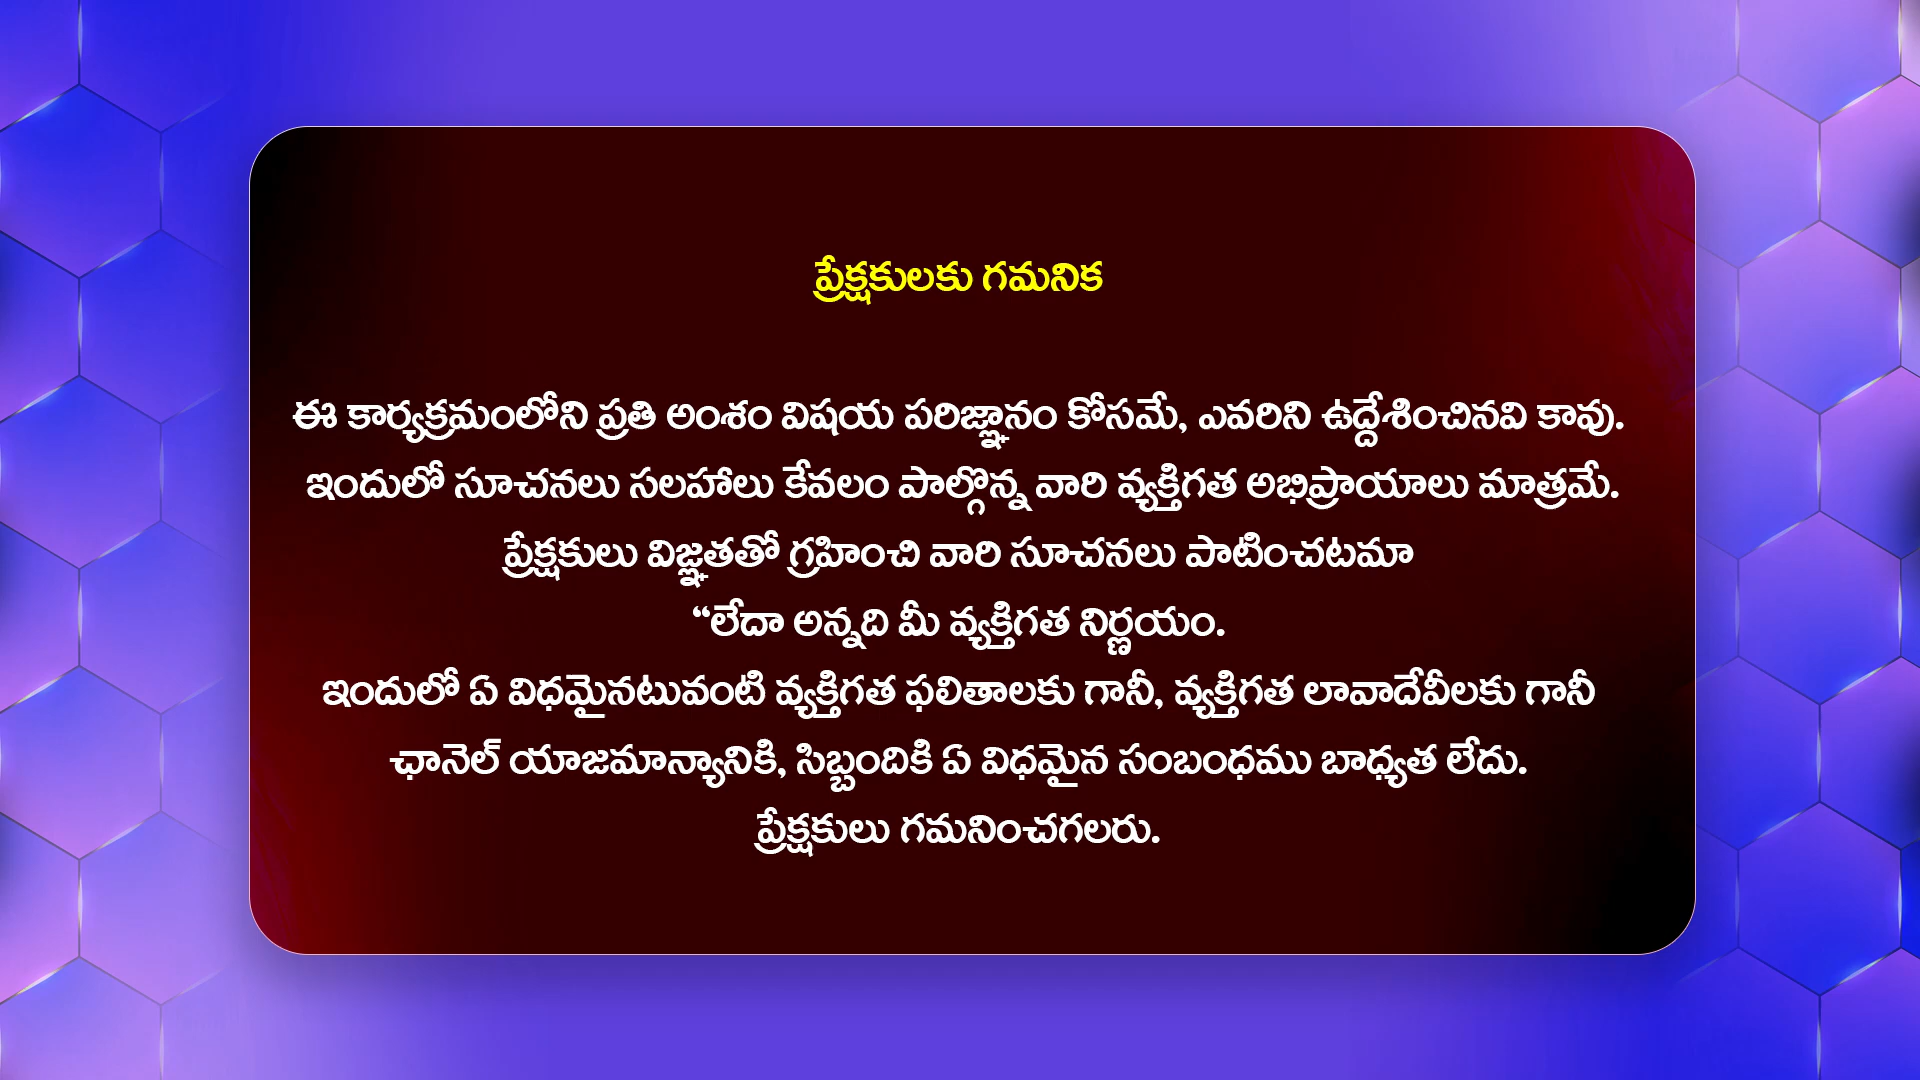 ప్రేక్షకులకు గమనిక
ఈ కార్యక్రమంలోని ప్రతి అంశం విషయ పరిజ్ఞానం కోసమే, ఎవరిని ఉద్దేశించినవి కావు.
ఇందులో సూచనలు సలహాలు కేవలం పాల్గొన్న వారి వ్యక్తిగత అభిప్రాయాలు మాత్రమే.
ప్రేక్షకులు విజ్ఞతతో గ్రహించి వారి సూచనలు పాటించటమా
“లేదా అన్నది మీ వ్యక్తిగత నిర్ణయం.
ఇందులో ఏ విధమైనటువంటి వ్యక్తిగత ఫలితాలకు గానీ, వ్యక్తిగత లావాదేవీలకు గానీ
ఛానెల్ యాజమాన్యానికి, సిబ్బందికి ఏ విధమైన సంబంధము బాధ్యత లేదు.
ప్రేక్షకులు గమనించగలరు.